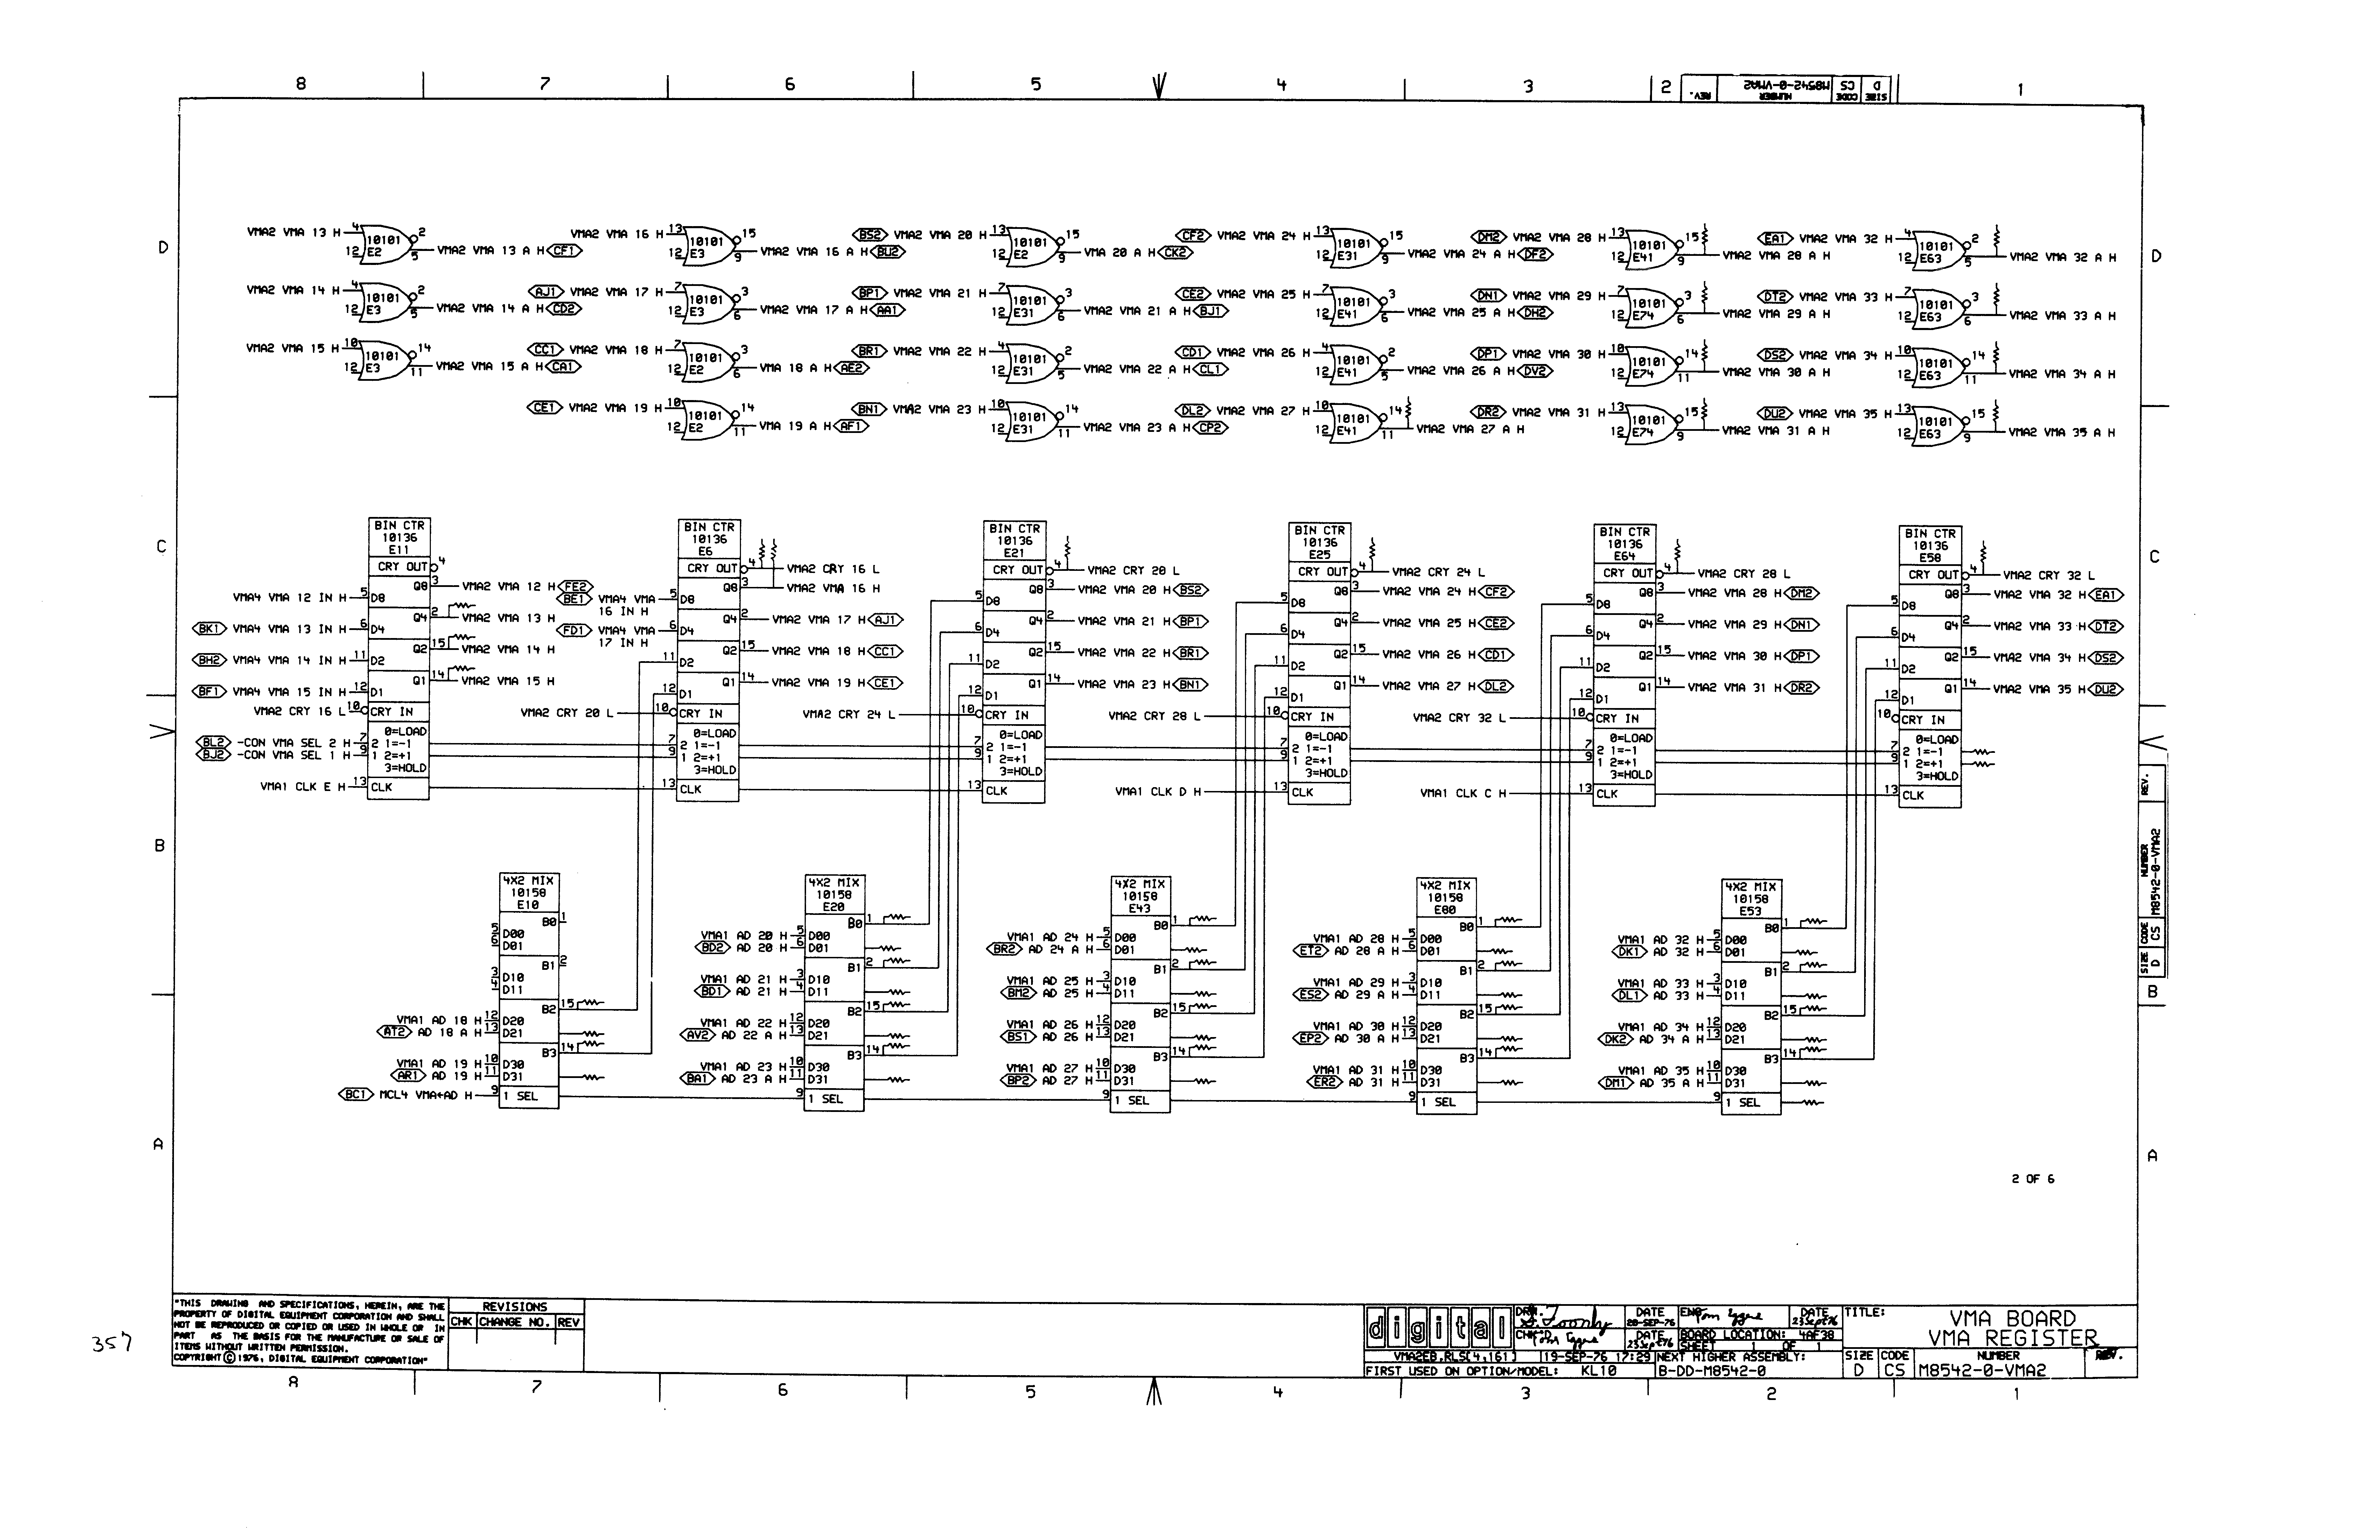 8 7 6 5 4 3 2 1
SIZE CODE NUMBER REV.
D CS M8542-0-VMA2
D
VMA2 VMA 13 H 4 12 10101 E2 2 5 VMA2 VMA 13 A H CF1
VMA2 VMA 16 H 13 12 10101 E3 15 9 VMA2 VMA 16 A H BU2
BS2 VMA2 VMA 20 H 13 12 10101 E2 15 9 VMA 20 A H CK2
CF2 VMA2 VMA 24 H 13 12 10101 E31 15 9 VMA2 VMA 24 A H DF2
DM2 VMA2 VMA 28 H 13 12 10101 E41 15 9 VMA2 VMA 28 A H
EA1 VMA2 VMA 32 H 4 12 10101 E63 2 5 VMA2 VMA 32 A H
D
VMA2 VMA 14 H 4 12 10101 E3 2 5 VMA2 VMA 14 A H CD2
AJ1 VMA2 VMA 17 H 7 12 10101 E3 3 6 VMA2 VMA 17 A H AA1
BP1 VMA2 VMA 21 H 7 12 10101 E31 3 6 VMA2 VMA 21 A H BJ1
CE2 VMA2 VMA 25 H 7 12 10101 E41 3 6 VMA2 VMA 25 A H DH2
DN1 VMA2 VMA 29 H 7 12 10101 E74 3 6 VMA2 VMA 29 A H
DT2 VMA2 VMA 33 H 7 12 10101 E63 3 6 VMA2 VMA 33 A H
VMA2 VMA 15 H 10 12 10101 E3 14 11 VMA2 VMA 15 A H CA1
CC1 VMA2 VMA 18 H 7 12 10101 E2 3 6 VMA 18 A H AE2
BR1 VMA2 VMA 22 H 4 12 10101 E31 2 5 VMA2 VMA 22 A H CL1
CD1 VMA2 VMA 26 H 4 12 10101 E41 2 5 VMA2 VMA 26 A H DV2
DP1 VMA2 VMA 30 H 10 12 10101 E74 14 11 VMA2 VMA 30 A H
DS2 VMA2 VMA 34 H 10 12 10101 E63 14 11 VMA2 VMA 34 A H
CE1 VMA2 VMA 19 H 10 12 10101 E2 14 11 VMA 19 A H AF1
BN1 VMA2 VMA 23 H 10 12 10101 E31 14 11 VMA2 VMA 23 A H CP2
DL2 VMA2 VMA 27 H 10 12 10101 E41 14 11 VMA2 VMA 27 A H
DR2 VMA2 VMA 31 H 13 12 10101 E74 15 9 VMA2 VMA 31 A H
DU2 VMA2 VMA 35 H 13 12 10101 E63 15 9 VMA2 VMA 35 A H
C
BIN CTR
10136
E11
CRY OUT 4
Q8 3 VMA2 VMA 12 H FE2
VMA4 VMA 12 IN H 5 D8
Q4 2 VMA2 VMA 13 H
BK1 VMA4 VMA 13 IN H 6 D4
Q2 15 VMA2 VMA 14 H
BH2 VMA4 VMA 14 IN H 11 D2
Q1 14 VMA2 VMA 15 H
BF1 VMA4 VMA 15 IN H 12 D1
VMA2 CRY 16 L 10 CRY IN
0=LOAD
BL2 -CON VMA SEL 2 H 7 2 1=-1
BJ2 -CON VMA SEL 1 H 9 1 2=+1
3=HOLD
VMA1 CLK E H 13 CLK
BIN CTR
10136
E6
CRY OUT 4 VMA2 CRY 16 L
Q8 3 VMA2 VMA 16 H
BE1 VMA4 VMA 16 IN H 5 D8
Q4 2 VMA2 VMA 17 H AJ1
FD1 VMA4 VMA 17 IN H 6 D4
Q2 15 VMA2 VMA 18 H CC1
11 D2
Q1 14 VMA2 VMA 19 H CE1
12 D1
VMA2 CRY 20 L 10 CRY IN
0=LOAD
7 2 1=-1
9 1 2=+1
3=HOLD
13 CLK
BIN CTR
10136
E21
CRY OUT 4 VMA2 CRY 20 L
Q8 3 VMA2 VMA 20 H BS2
5 D8
Q4 2 VMA2 VMA 21 H BP1
6 D4
Q2 15 VMA2 VMA 22 H BR1
11 D2
Q1 14 VMA2 VMA 23 H BN1
12 D1
VMA2 CRY 24 L 10 CRY IN
0=LOAD
7 2 1=-1
9 1 2=+1
3=HOLD
13 CLK
BIN CTR
10136
E25
CRY OUT 4 VMA2 CRY 24 L
Q8 3 VMA2 VMA 24 H CF2
5 D8
Q4 2 VMA2 VMA 25 H CE2
6 D4
Q2 15 VMA2 VMA 26 H CD1
11 D2
Q1 14 VMA2 VMA 27 H DL2
12 D1
VMA2 CRY 28 L 10 CRY IN
0=LOAD
7 2 1=-1
9 1 2=+1
3=HOLD
VMA1 CLK D H 13 CLK
BIN CTR
10136
E64
CRY OUT 4 VMA2 CRY 28 L
Q8 3 VMA2 VMA 28 H DM2
5 D8
Q4 2 VMA2 VMA 29 H DN1
6 D4
Q2 15 VMA2 VMA 30 H DP1
11 D2
Q1 14 VMA2 VMA 31 H DR2
12 D1
VMA2 CRY 32 L 10 CRY IN
0=LOAD
7 2 1=-1
9 1 2=+1
3=HOLD
VMA1 CLK C H 13 CLK
BIN CTR
10136
E58
CRY OUT 4 VMA2 CRY 32 L
Q8 3 VMA2 VMA 32 H EA1
5 D8
Q4 2 VMA2 VMA 33 H DT2
6 D4
Q2 15 VMA2 VMA 34 H DS2
11 D2
Q1 14 VMA2 VMA 35 H DU2
12 D1
10 CRY IN
0=LOAD
7 2 1=-1
9 1 2=+1
3=HOLD
13 CLK
C
B
4X2 MIX
10158
E10
B0 1
5 D00
6 D01
B1 2
3 D10
4 D11
B2 15
VMA1 AD 18 H 12 D20
AT2 AD 18 A H 13 D21
B3 14
VMA1 AD 19 H 10 D30
AR1 AD 19 H 11 D31
BC1 MCL4 VMA←AD H 9 1 SEL
4X2 MIX
10158
E20
B0 1
VMA1 AD 20 H 5 D00
BD2 AD 20 H 6 D01
B1 2
VMA1 AD 21 H 3 D10
BD1 AD 21 H 4 D11
B2 15
VMA1 AD 22 H 12 D20
AV2 AD 22 A H 13 D21
B3 14
VMA1 AD 23 H 10 D30
BA1 AD 23 A H 11 D31
9 1 SEL
4X2 MIX
10158
E43
B0 1
VMA1 AD 24 H 5 D00
BR2 AD 24 A H 6 D01
B1 2
VMA1 AD 25 H 3 D10
BM2 AD 25 H 4 D11
B2 15
VMA1 AD 26 H 12 D20
BS1 AD 26 H 13 D21
B3 14
VMA1 AD 27 H 10 D30
BP2 AD 27 H 11 D31
9 1 SEL
4X2 MIX
10158
E80
B0 1
VMA1 AD 28 H 5 D00
ET2 AD 28 A H 6 D01
B1 2
VMA1 AD 29 H 3 D10
ES2 AD 29 A H 4 D11
B2 15
VMA1 AD 30 H 12 D20
EP2 AD 30 A H 13 D21
B3 14
VMA1 AD 31 H 10 D30
ER2 AD 31 H 11 D31
9 1 SEL
4X2 MIX
10158
E53
B0 1
VMA1 AD 32 H 5 D00
DK1 AD 32 H 6 D01
B1 2
VMA1 AD 33 H 3 D10
DL1 AD 33 H 4 D11
B2 15
VMA1 AD 34 H 12 D20
DK2 AD 34 A H 13 D21
B3 14
VMA1 AD 35 H 10 D30
DM1 AD 35 A H 11 D31
9 1 SEL
SIZE CODE NUMBER REV.
D CS M8542-0-VMA2
B
A
A
2 OF 6
357
"THIS DRAWING AND SPECIFICATIONS, HEREIN, ARE THE
PROPERTY OF DIGITAL EQUIPMENT CORPORATION AND SHALL
NOT BE REPRODUCED OR COPIED OR USED IN WHOLE OR IN
PART AS THE BASIS FOR THE MANUFACTURE OR SALE OF
ITEMS WITHOUT WRITTEN PERMISSION.
COPYRIGHT © 1976, DIGITAL EQUIPMENT CORPORATION"
REVISIONS
CHK CHANGE NO. REV
digital
DRN. DATE 20-SEP-76 ENG DATE 23 Sept 76
CHK'D DATE 23 Sept 76 BOARD LOCATION: 4AF38
SHEET 1 OF 1
VMA2EB.RLS[4,161] 19-SEP-76 17:29 NEXT HIGHER ASSEMBLY:
FIRST USED ON OPTION/MODEL: KL10 B-DD-M8542-0
TITLE: VMA BOARD
VMA REGISTER
SIZE CODE NUMBER REV.
D CS M8542-0-VMA2
8 7 6 5 4 3 2 1